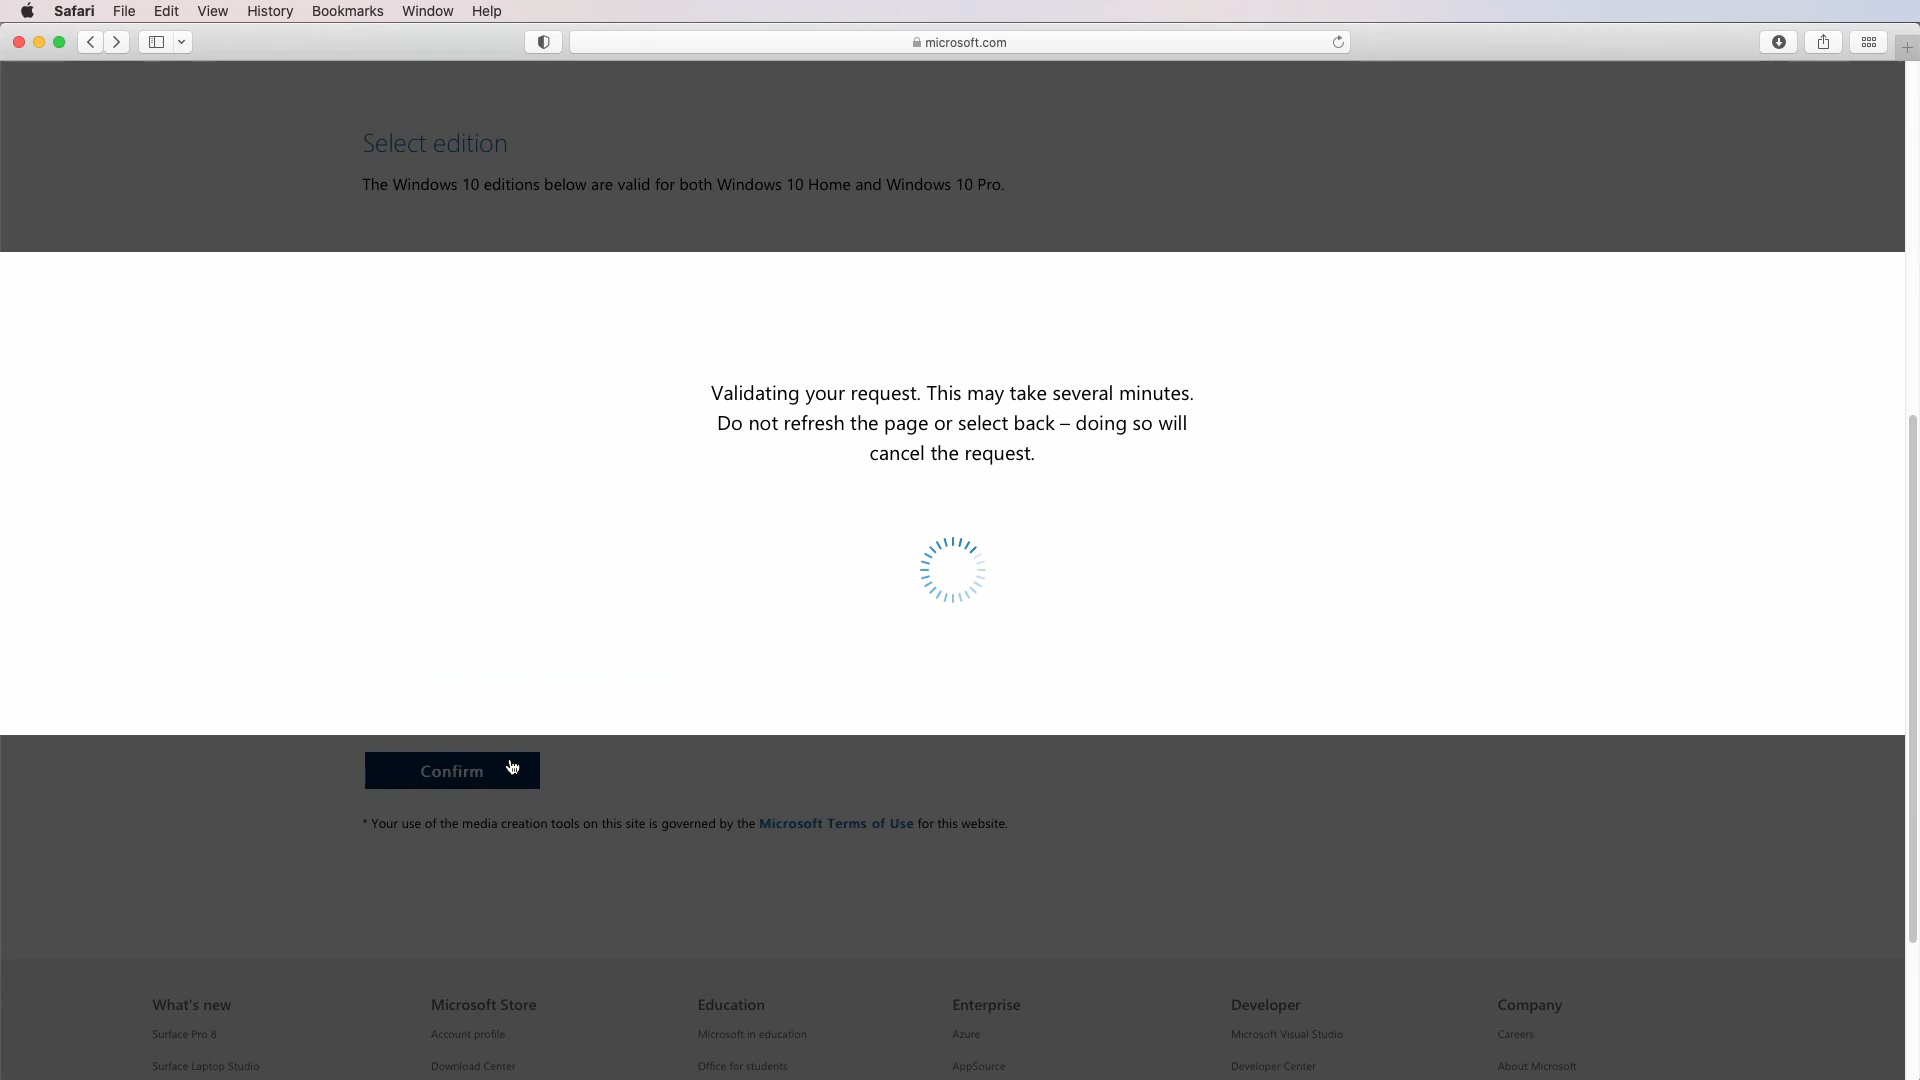 Safari File Edit View History Bookmarks Window Help
microsoft.com
Select edition
The Windows 10 editions below are valid for both Windows 10 Home and Windows 10 Pro.
Validating your request. This may take several minutes.
Do not refresh the page or select back – doing so will
cancel the request.
Confirm
* Your use of the media creation tools on this site is governed by the Microsoft Terms of Use for this website.
What's new Microsoft Store Education Enterprise Developer Company
Surface Pro 8 Account profile Microsoft in education Azure Microsoft Visual Studio Careers
Surface Laptop Studio Download Center Office for students AppSource Developer Center About Microsoft